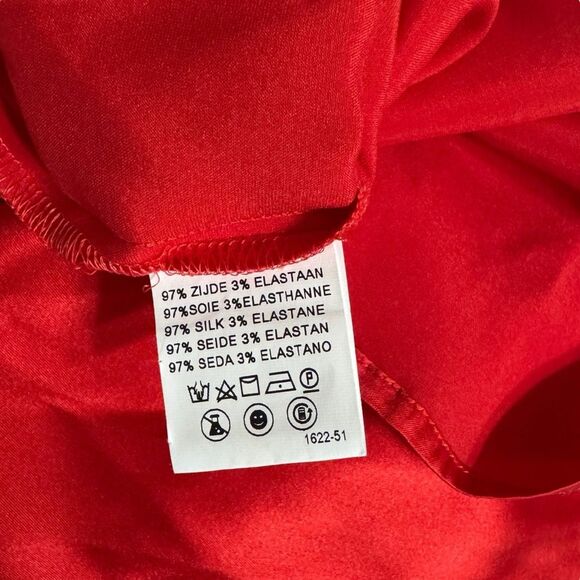 97% ZIJDE 3% ELASTAAN
97%SOIE 3%ELASTHANNE
97% SILK 3% ELASTANE
97% SEIDE 3% ELASTAN
97% SEDA 3% ELASTANO
P
1622-51